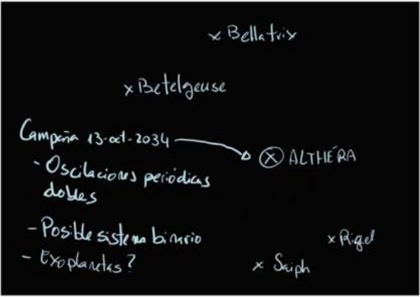 x Bellatrix
x Betelgeuse
Campaña 13-oct-2034
ALTHÉRA
- Oscilaciones periódicas
dobles
- Posible sistema binario
- Exoplanetas?
x Rigel
x Saiph